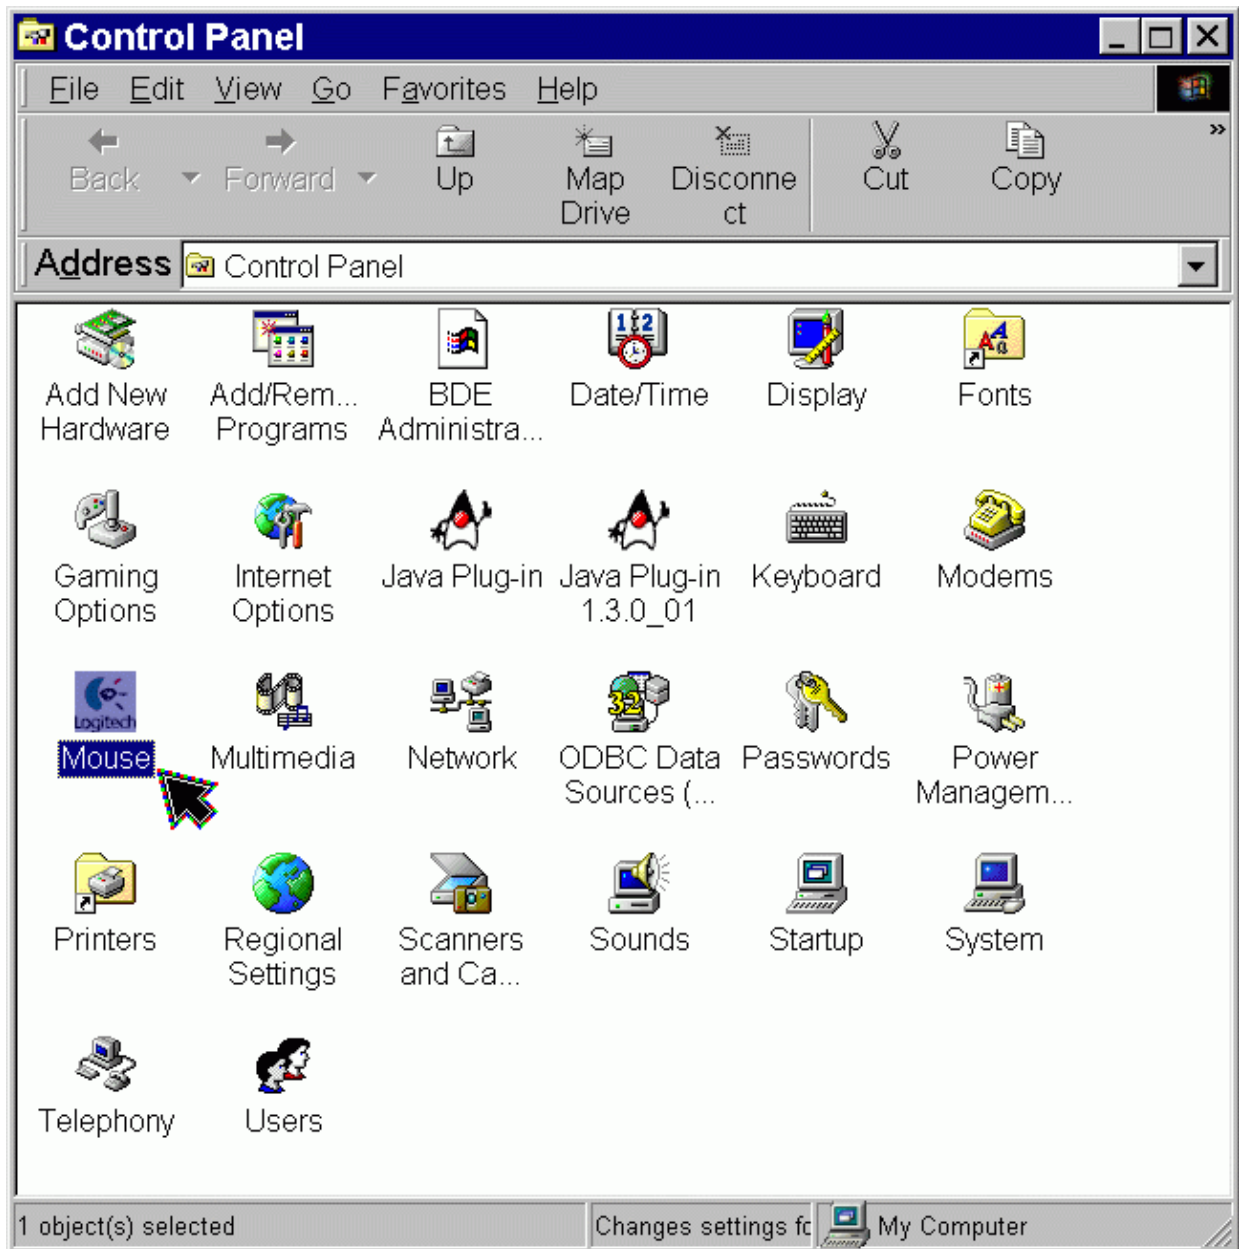 Control Panel
File Edit View Go Favorites Help
Back Forward Up Map Disconne Cut Copy »
Drive ct
Address Control Panel
Add New Add/Rem... BDE Date/Time Display Fonts
Hardware Programs Administra...
Gaming Internet Java Plug-in Java Plug-in Keyboard Modems
Options Options 1.3.0_01
Logitech
Mouse Multimedia Network ODBC Data Passwords Power
Sources (... Managem...
Printers Regional Scanners Sounds Startup System
Settings and Ca...
Telephony Users
1 object(s) selected Changes settings fo My Computer